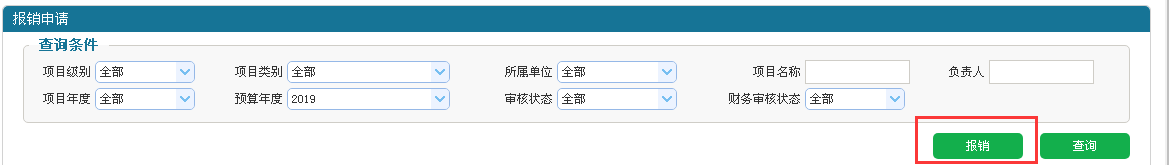 报销申请
查询条件
项目级别 全部 项目类别 全部 所属单位 全部 项目名称 负责人
项目年度 全部 预算年度 2019 审核状态 全部 财务审核状态 全部
报销 查询